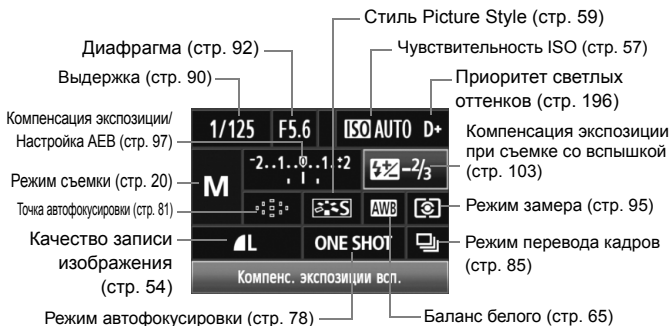 Стиль Picture Style (стр. 59)
Диафрагма (стр. 92)
Чувствительность ISO (стр. 57)
Выдержка (стр. 90)
Приоритет светлых
оттенков (стр. 196)
Компенсация экспозиции/
Настройка AEB (стр. 97)
1/125 F5.6 ISO AUTO D+
Компенсация экспозиции
при съемке со вспышкой
(стр. 103)
-2..1..0..1..+2
-2/3
Режим съемки (стр. 20)
M
Точка автофокусировки (стр. 81)
S AWB
Режим замера (стр. 95)
Качество записи
изображения
(стр. 54)
L ONE SHOT
Режим перевода кадров
(стр. 85)
Компенс. экспозиции всп.
Режим автофокусировки (стр. 78)
Баланс белого (стр. 65)